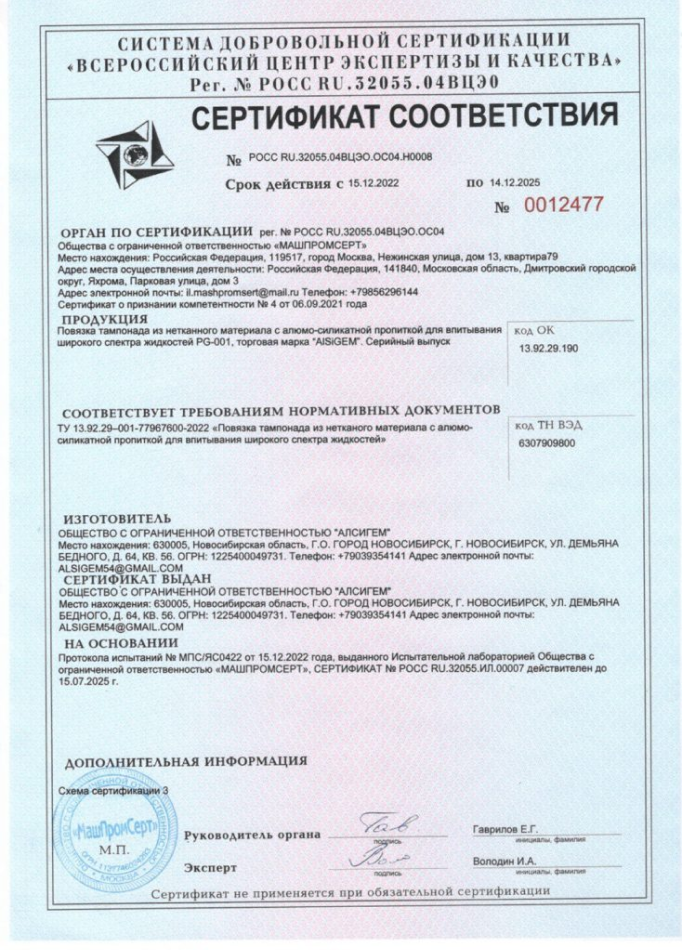 СИСТЕМА ДОБРОВОЛЬНОЙ СЕРТИФИКАЦИИ
«ВСЕРОССИЙСКИЙ ЦЕНТР ЭКСПЕРТИЗЫ И КАЧЕСТВА»
Рег. № РОСС RU.32055.04ВЦЭ0
СЕРТИФИКАТ СООТВЕТСТВИЯ
№ РОСС RU.32055.04ВЦЭО.ОС04.Н0008
Срок действия с 15.12.2022 по 14.12.2025
№ 0012477
ОРГАН ПО СЕРТИФИКАЦИИ рег. № РОСС RU.32055.04ВЦЭО.ОС04
Общества с ограниченной ответственностью «МАШПРОМСЕРТ»
Место нахождения: Российская Федерация, 119517, город Москва, Нежинская улица, дом 13, квартира79
Адрес места осуществления деятельности: Российская Федерация, 141840, Московская область, Дмитровский городской
округ, Яхрома, Парковая улица, дом 3
Адрес электронной почты: il.mashpromsert@mail.ru Телефон: +79856296144
Сертификат о признании компетентности № 4 от 06.09.2021 года
ПРОДУКЦИЯ
Повязка тампонада из нетканного материала с алюмо-силикатной пропиткой для впитывания
широкого спектра жидкостей PG-001, торговая марка "AlSiGEM". Серийный выпуск
код ОК
13.92.29.190
СООТВЕТСТВУЕТ ТРЕБОВАНИЯМ НОРМАТИВНЫХ ДОКУМЕНТОВ
ТУ 13.92.29–001-77967600-2022 «Повязка тампонада из нетканого материала с алюмо-
силикатной пропиткой для впитывания широкого спектра жидкостей»
код ТН ВЭД
6307909800
ИЗГОТОВИТЕЛЬ
ОБЩЕСТВО С ОГРАНИЧЕННОЙ ОТВЕТСТВЕННОСТЬЮ "АЛСИГЕМ"
Место нахождения: 630005, Новосибирская область, Г.О. ГОРОД НОВОСИБИРСК, Г. НОВОСИБИРСК, УЛ. ДЕМЬЯНА
БЕДНОГО, Д. 64, КВ. 56. ОГРН: 1225400049731. Телефон: +79039354141 Адрес электронной почты:
ALSIGEM54@GMAIL.COM
СЕРТИФИКАТ ВЫДАН
ОБЩЕСТВО С ОГРАНИЧЕННОЙ ОТВЕТСТВЕННОСТЬЮ "АЛСИГЕМ"
Место нахождения: 630005, Новосибирская область, Г.О. ГОРОД НОВОСИБИРСК, Г. НОВОСИБИРСК, УЛ. ДЕМЬЯНА
БЕДНОГО, Д. 64, КВ. 56. ОГРН: 1225400049731. Телефон: +79039354141 Адрес электронной почты:
ALSIGEM54@GMAIL.COM
НА ОСНОВАНИИ
Протокола испытаний № МПС/ЯС0422 от 15.12.2022 года, выданного Испытательной лабораторией Общества с
ограниченной ответственностью «МАШПРОМСЕРТ», СЕРТИФИКАТ № РОСС RU.32055.ИЛ.00007 действителен до
15.07.2025 г.
ДОПОЛНИТЕЛЬНАЯ ИНФОРМАЦИЯ
Схема сертификации 3
«МашПромСерт»
М.П.
МОСКВА
Руководитель органа
подпись
Гаврилов Е.Г.
инициалы, фамилия
Эксперт
подпись
Володин И.А.
инициалы, фамилия
Сертификат не применяется при обязательной сертификации